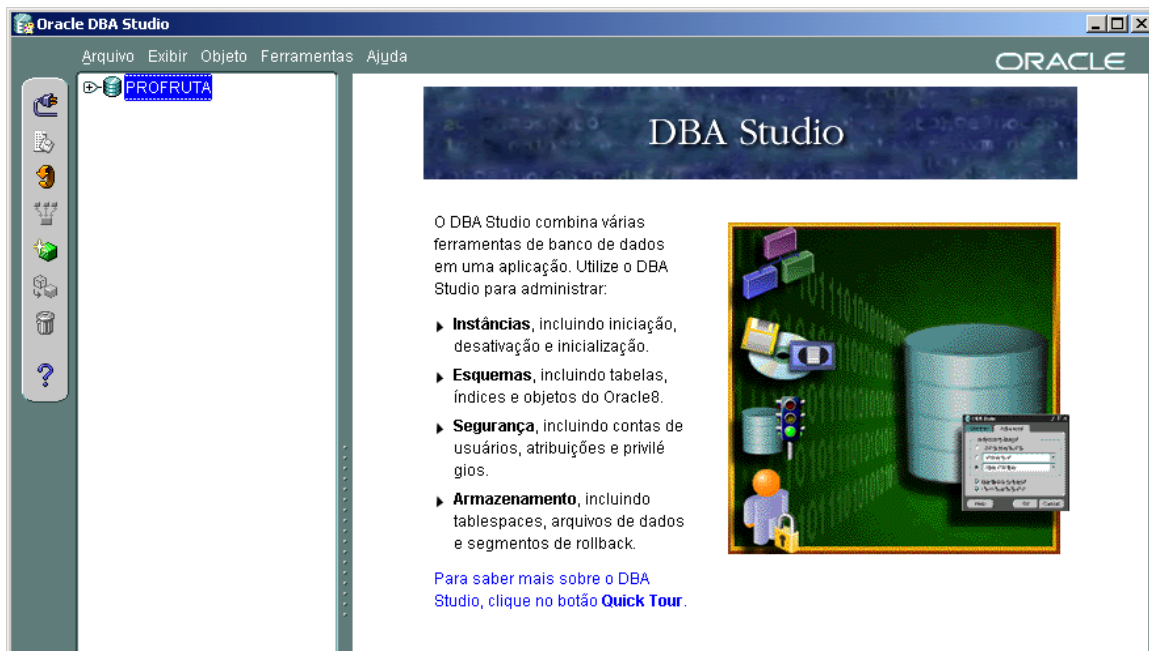 Oracle DBA Studio
Arquivo Exibir Objeto Ferramentas Ajuda
ORACLE
PROFRUTA
DBA Studio
O DBA Studio combina várias
ferramentas de banco de dados
em uma aplicação. Utilize o DBA
Studio para administrar:
Instâncias, incluindo iniciação,
desativação e inicialização.
Esquemas, incluindo tabelas,
índices e objetos do Oracle8.
Segurança, incluindo contas de
usuários, atribuições e privilé
gios.
Armazenamento, incluindo
tablespaces, arquivos de dados
e segmentos de rollback.
Para saber mais sobre o DBA
Studio, clique no botão Quick Tour.